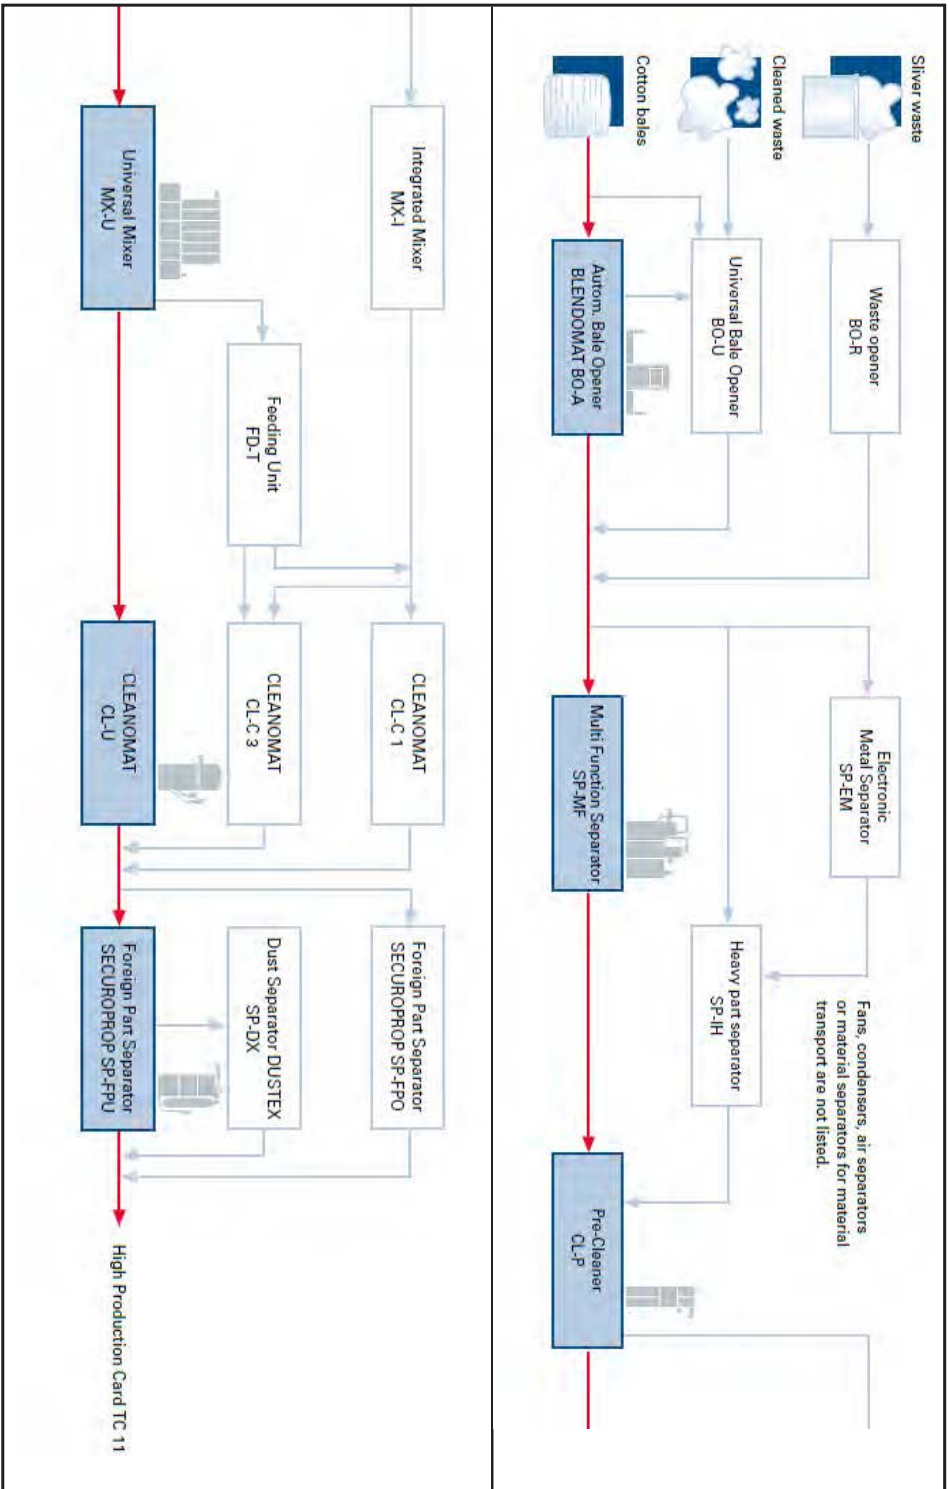 Sliver waste
Cleaned waste
Cotton bales
Waste opener
BO-R
Universal Bale Opener
BO-U
Autom. Bale Opener
BLENDOMAT BO-A
Electronic
Metal Separator
SP-EM
Multi Function Separator
SP-MF
Heavy part separator
SP-IH
Fans, condensers, air separators
or material separators for material
transport are not listed.
Pre-Cleaner
CL-P
Integrated Mixer
MX-I
Universal Mixer
MX-U
Feeding Unit
FD-T
CLEANOMAT
CL-C 1
CLEANOMAT
CL-C 3
CLEANOMAT
CL-U
Foreign Part Separator
SECUROPROP SP-FPO
Dust Separator DUSTEX
SP-DX
Foreign Part Separator
SECUROPROP SP-FPU
High Production Card TC 11